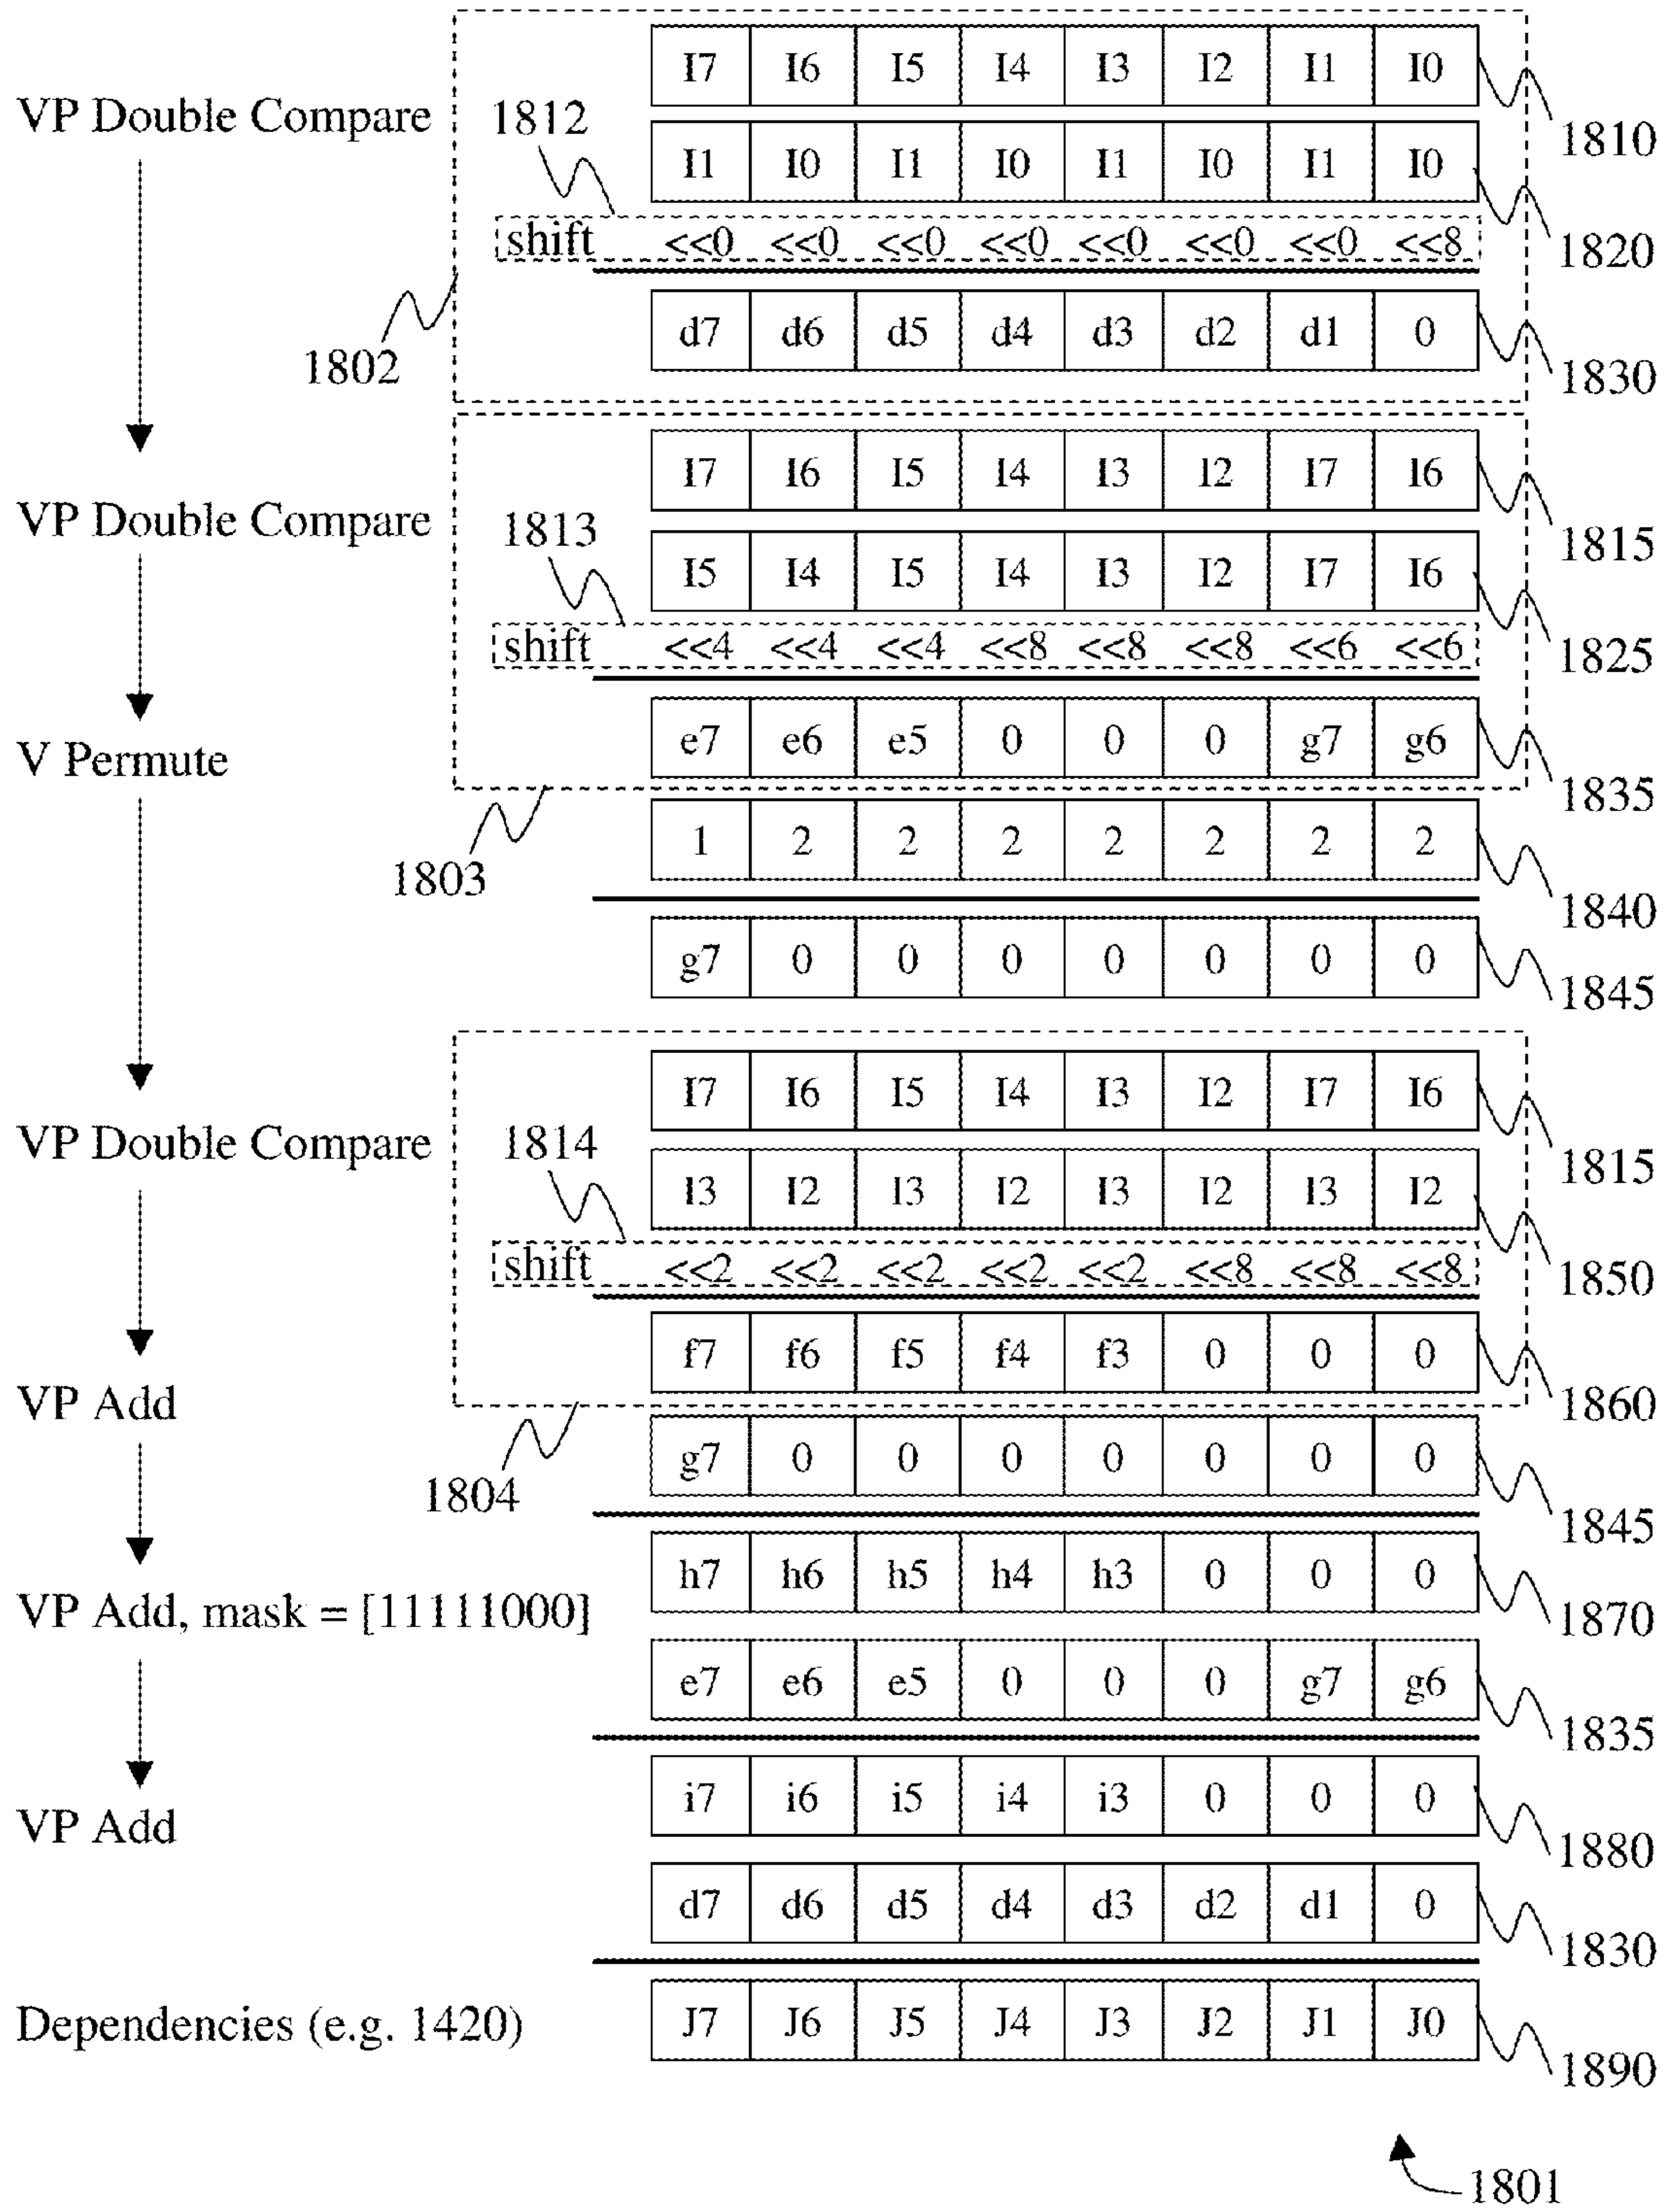 I7 I6 I5 I4 I3 I2 I1 I0
VP Double Compare 1812 1810
I1 I0 I1 I0 I1 I0 I1 I0
shift <<0 <<0 <<0 <<0 <<0 <<0 <<0 <<8 1820
d7 d6 d5 d4 d3 d2 d1 0
1802 1830
I7 I6 I5 I4 I3 I2 I7 I6
VP Double Compare 1813 1815
I5 I4 I5 I4 I3 I2 I7 I6
shift <<4 <<4 <<4 <<8 <<8 <<8 <<6 <<6 1825
e7 e6 e5 0 0 0 g7 g6
V Permute 1835
1 2 2 2 2 2 2 2
1803 1840
g7 0 0 0 0 0 0 0
1845
I7 I6 I5 I4 I3 I2 I7 I6
VP Double Compare 1814 1815
I3 I2 I3 I2 I3 I2 I3 I2
shift <<2 <<2 <<2 <<2 <<2 <<8 <<8 <<8 1850
f7 f6 f5 f4 f3 0 0 0
VP Add 1860
g7 0 0 0 0 0 0 0
1804 1845
h7 h6 h5 h4 h3 0 0 0
VP Add, mask = [11111000] 1870
e7 e6 e5 0 0 0 g7 g6
1835
i7 i6 i5 i4 i3 0 0 0
VP Add 1880
d7 d6 d5 d4 d3 d2 d1 0
1830
Dependencies (e.g. 1420) J7 J6 J5 J4 J3 J2 J1 J0
1890
1801